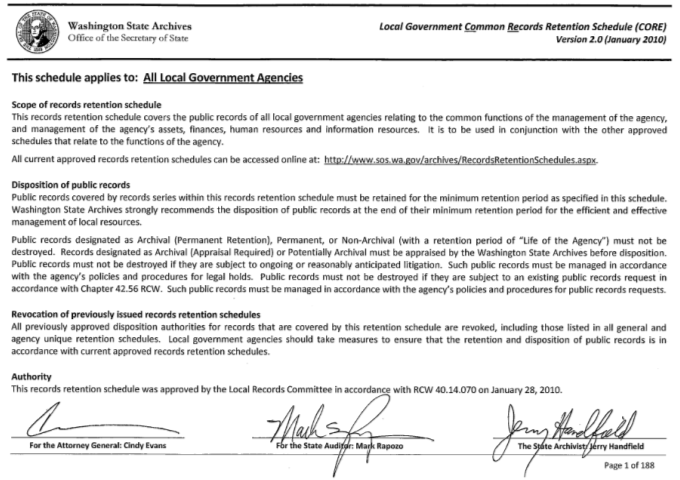 Washington State Archives
Office of the Secretary of State
Local Government Common Records Retention Schedule (CORE)
Version 2.0 (January 2010)
This schedule applies to: All Local Government Agencies
Scope of records retention schedule
This records retention schedule covers the public records of all local government agencies relating to the common functions of the management of the agency,
and management of the agency's assets, finances, human resources and information resources. It is to be used in conjunction with the other approved
schedules that relate to the functions of the agency.
All current approved records retention schedules can be accessed online at: http://www.sos.wa.gov/archives/RecordsRetentionSchedules.aspx.
Disposition of public records
Public records covered by records series within this records retention schedule must be retained for the minimum retention period as specified in this schedule.
Washington State Archives strongly recommends the disposition of public records at the end of their minimum retention period for the efficient and effective
management of local resources.
Public records designated as Archival (Permanent Retention), Permanent, or Non-Archival (with a retention period of "Life of the Agency") must not be
destroyed. Records designated as Archival (Appraisal Required) or Potentially Archival must be appraised by the Washington State Archives before disposition.
Public records must not be destroyed if they are subject to ongoing or reasonably anticipated litigation. Such public records must be managed in accordance
with the agency's policies and procedures for legal holds. Public records must not be destroyed if they are subject to an existing public records request in
accordance with Chapter 42.56 RCW. Such public records must be managed in accordance with the agency's policies and procedures for public records requests.
Revocation of previously issued records retention schedules
All previously approved disposition authorities for records that are covered by this retention schedule are revoked, including those listed in all general and
agency unique retention schedules. Local government agencies should take measures to ensure that the retention and disposition of public records is in
accordance with current approved records retention schedules.
Authority
This records retention schedule was approved by the Local Records Committee in accordance with RCW 40.14.070 on January 28, 2010.
Jerry Handfield
For the Attorney General: Cindy Evans
For the State Auditor: Mark Rapozo
The State Archivist: Jerry Handfield
Page 1 of 188